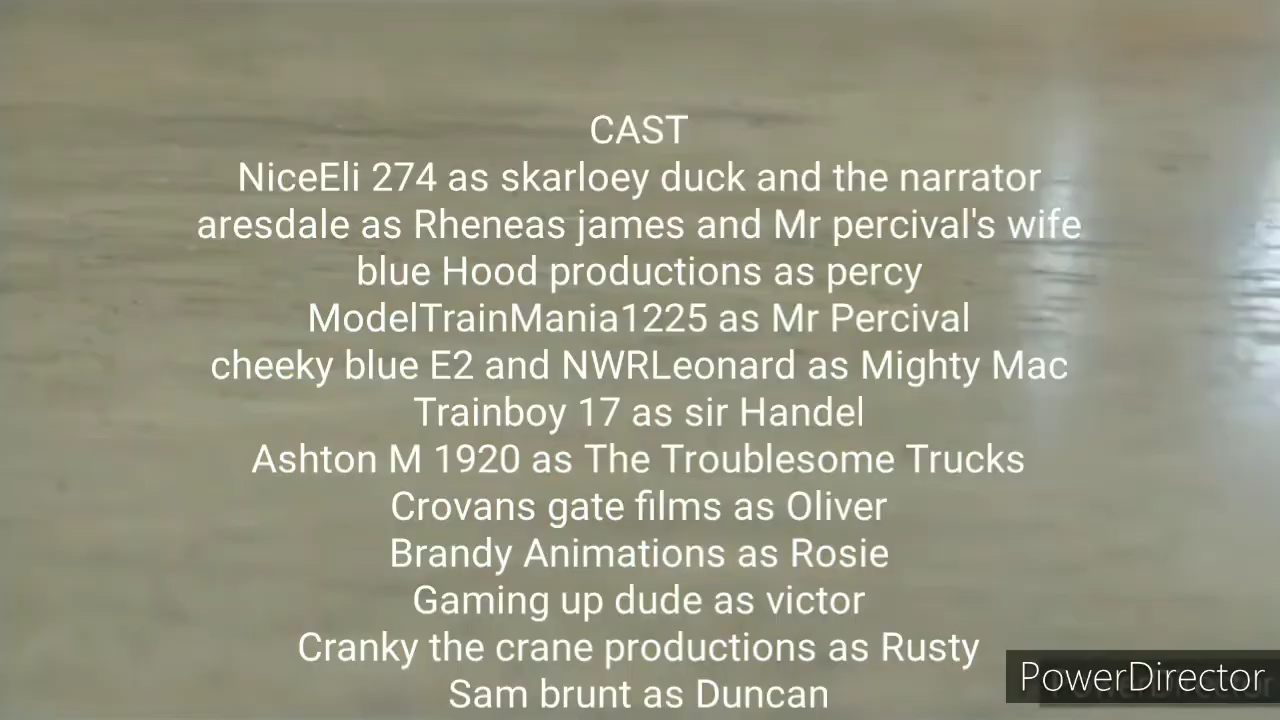 CAST
NiceEli 274 as skarloey duck and the narrator
aresdale as Rheneas james and Mr percival's wife
blue Hood productions as percy
ModelTrainMania1225 as Mr Percival
cheeky blue E2 and NWRLeonard as Mighty Mac
Trainboy 17 as sir Handel
Ashton M 1920 as The Troublesome Trucks
Crovans gate films as Oliver
Brandy Animations as Rosie
Gaming up dude as victor
Cranky the crane productions as Rusty
Sam brunt as Duncan
PowerDirector